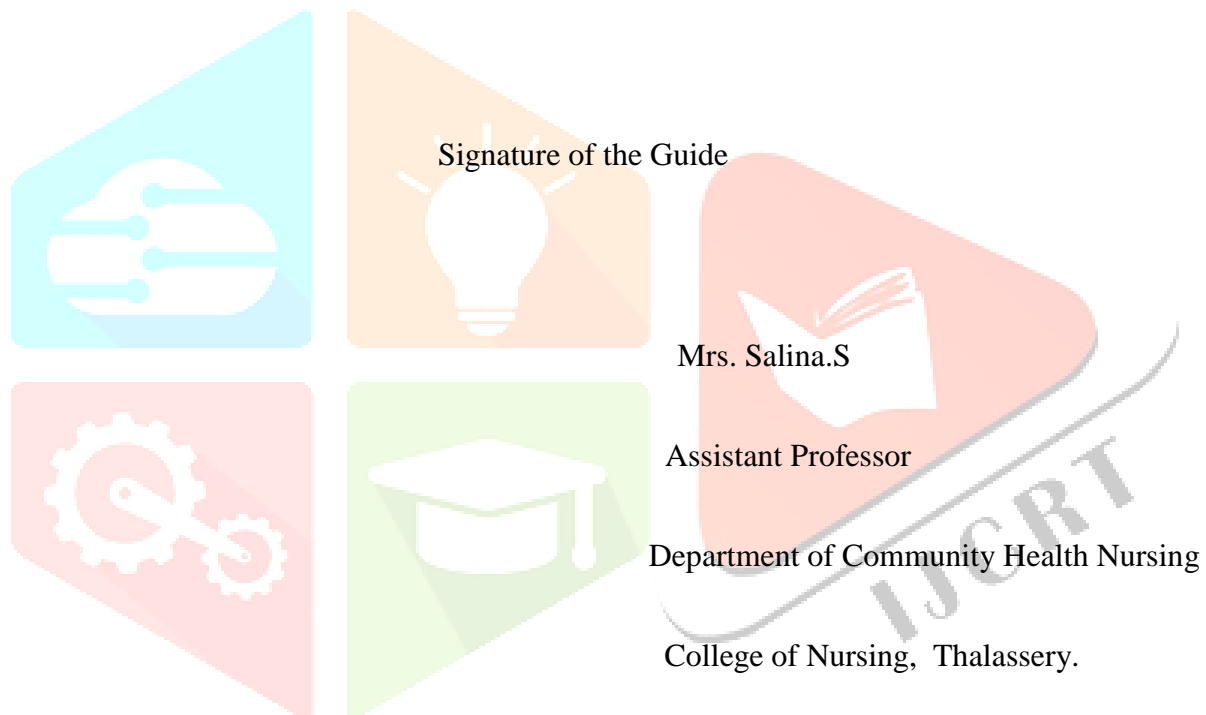 Signature of the Guide
Mrs. Salina.S
Assistant Professor
Department of Community Health Nursing
College of Nursing, Thalassery.
IJCRT